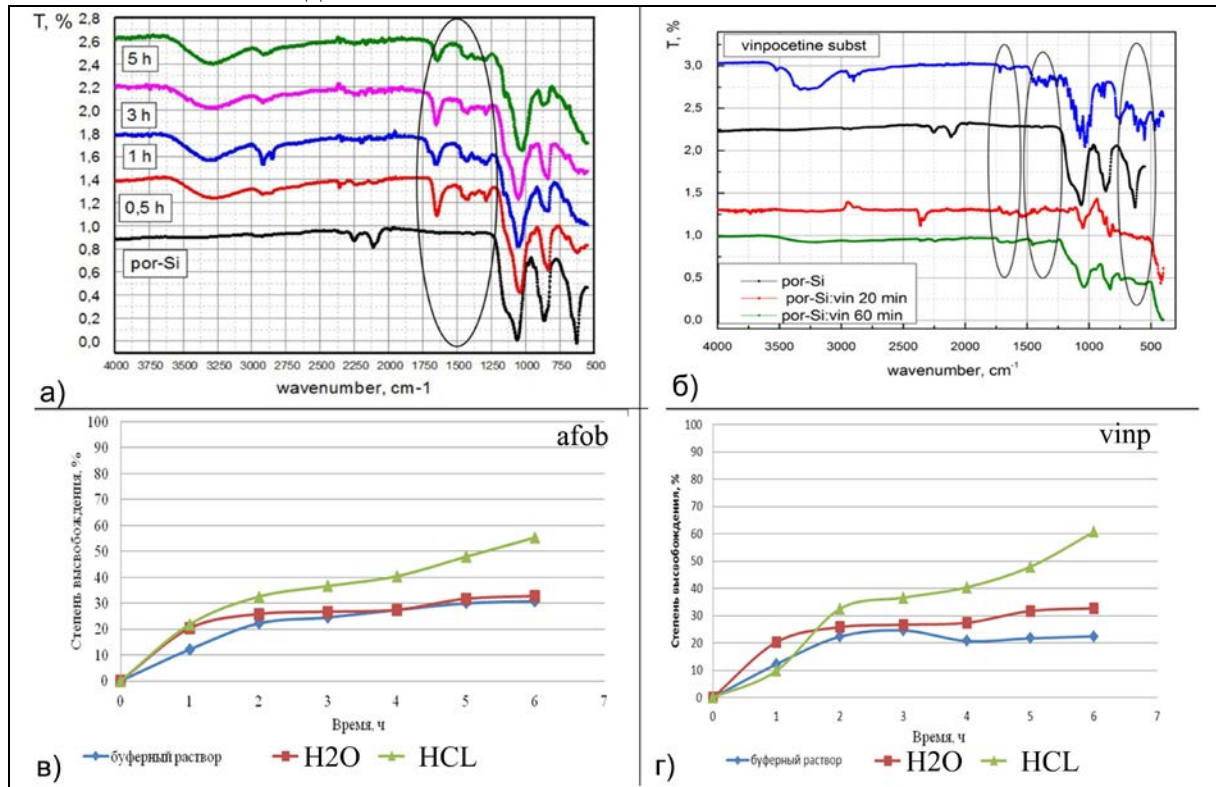 T, %
2,8
2,6
2,4
2,2
2,0
1,8
1,6
1,4
1,2
1,0
0,8
0,6
0,4
0,2
0,0
5 h
3 h
1 h
0,5 h
por-Si
4000 3500 3250 2750 2500 2250 2000 1750 1500 1250 1000 750 500
wavenumber, cm-1
а)
T, %
3,0
2,5
2,0
1,5
1,0
0,5
0,0
vinpocetine subst
por-Si
por-Si:vin 20 min
por-Si:vin 60 min
4000 3500 3000 2500 2000 1500 1000 500
wavenumber, cm-1
б)
afob
Степень высвобождения, %
100
90
80
70
60
50
40
30
20
10
0
0 1 2 3 4 5 6 7
Время, ч
буферный раствор H2O HCL
в)
vinp
Степень высвобождения, %
100
90
80
70
60
50
40
30
20
10
0
0 1 2 3 4 5 6 7
Время, ч
буферный раствор H2O HCL
г)